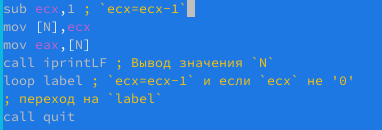 sub ecx,1 ; `ecx=ecx-1`
mov [N],ecx
mov eax,[N]
call iprintLF ; Вывод значения `N`
loop label ; `ecx=ecx-1` и если `ecx` не '0'
; переход на `label`
call quit